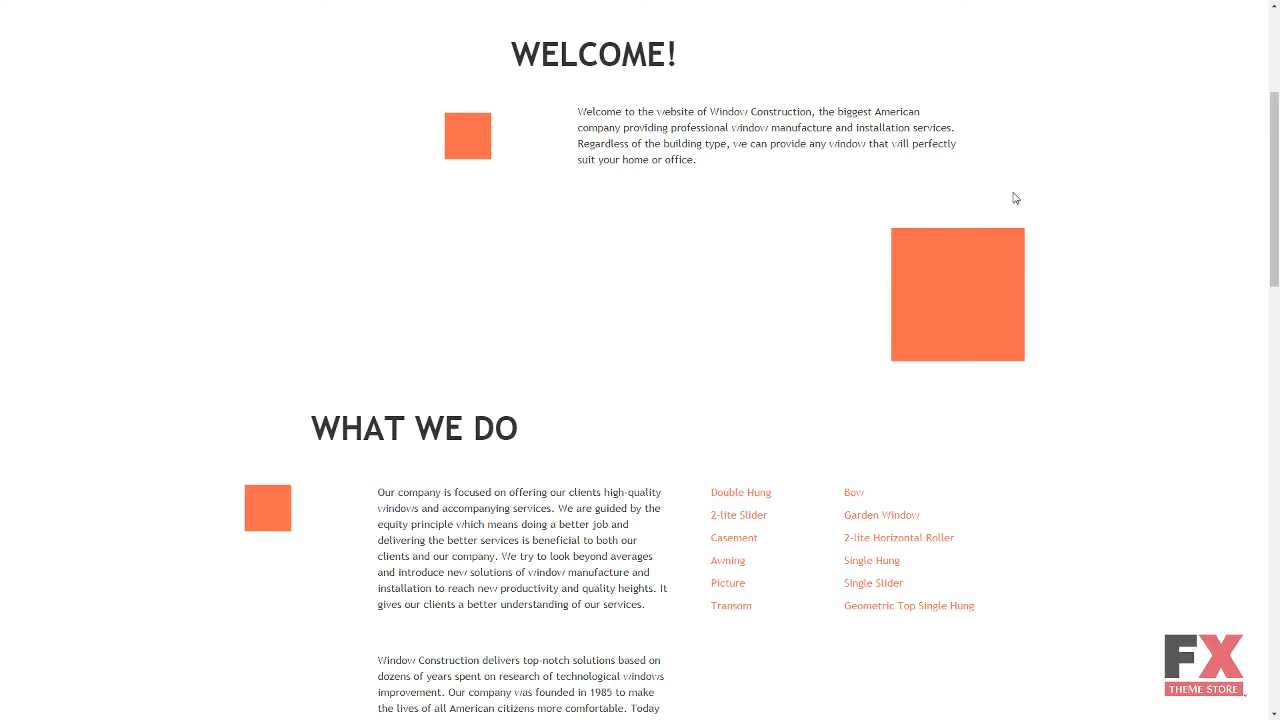 WELCOME!
Welcome to the website of Window Construction, the biggest American
company providing professional window manufacture and installation services.
Regardless of the building type, we can provide any window that will perfectly
suit your home or office.
WHAT WE DO
Our company is focused on offering our clients high-quality
windows and accompanying services. We are guided by the
equity principle which means doing a better job and
delivering the better services is beneficial to both our
clients and our company. We try to look beyond averages
and introduce new solutions of window manufacture and
installation to reach new productivity and quality heights. It
gives our clients a better understanding of our services.
Window Construction delivers top-notch solutions based on
dozens of years spent on research of technological windows
improvement. Our company was founded in 1985 to make
the lives of all American citizens more comfortable. Today
Double Hung
2-lite Slider
Casement
Awning
Picture
Transom
Bow
Garden Window
2-lite Horizontal Roller
Single Hung
Single Slider
Geometric Top Single Hung
FX
THEME STORE